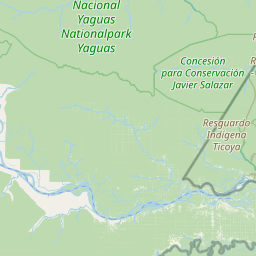 Nacional
Yaguas
Nationalpark
Yaguas
Concesión
para Conservación
Javier Salazar
Resguardo
Indígena
Ticoya